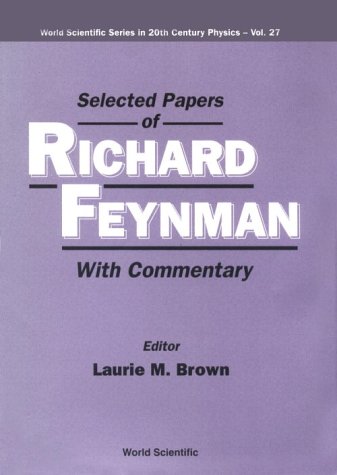 World Scientific Series in 20th Century Physics – Vol. 27
Selected Papers
of
RICHARD
FEYNMAN
With Commentary
Editor
Laurie M. Brown
World Scientific